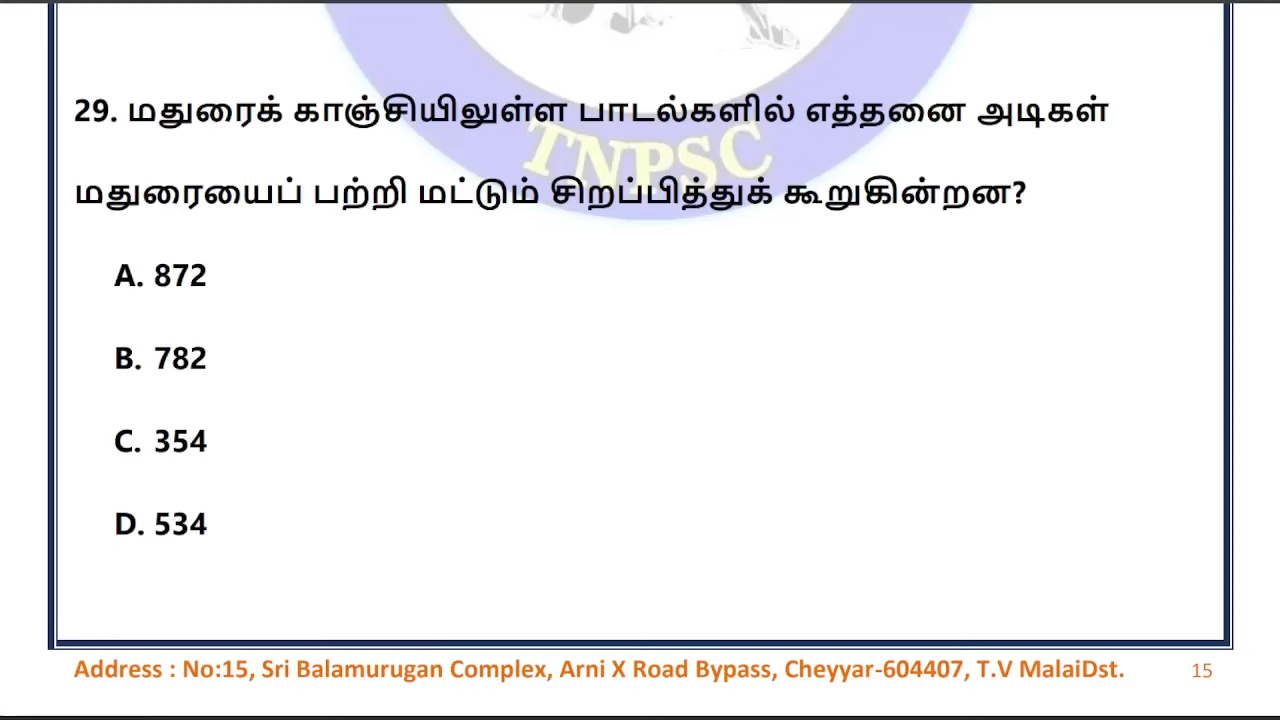 29. மதுரைக் காஞ்சியிலுள்ள பாடல்களில் எத்தனை அடிகள்
TNPSC
மதுரையைப் பற்றி மட்டும் சிறப்பித்துக் கூறுகின்றன?
A. 872
B. 782
C. 354
D. 534
Address : No:15, Sri Balamurugan Complex, Arni X Road Bypass, Cheyyar-604407, T.V MalaiDst. 15